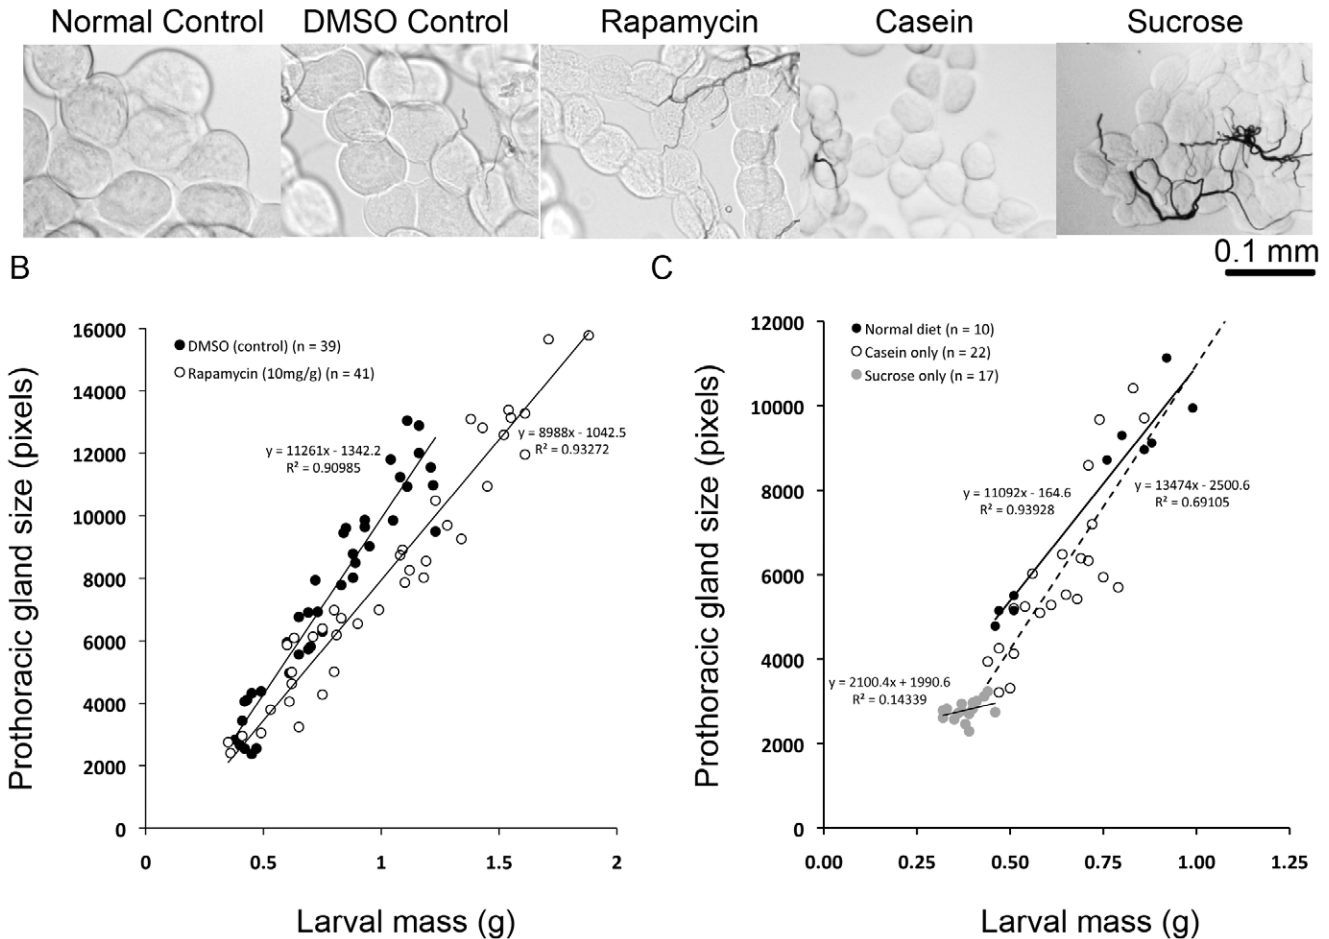 Normal Control DMSO Control Rapamycin Casein Sucrose
0.1 mm
B
Prothoracic gland size (pixels)
16000
14000
12000
10000
8000
6000
4000
2000
0
DMSO (control) (n = 39)
Rapamycin (10mg/g) (n = 41)
y = 11261x - 1342.2
R² = 0.90985
y = 8988x - 1042.5
R² = 0.93272
0 0.5 1 1.5 2
Larval mass (g)
C
Prothoracic gland size (pixels)
12000
10000
8000
6000
4000
2000
0
Normal diet (n = 10)
Casein only (n = 22)
Sucrose only (n = 17)
y = 11092x - 164.6
R² = 0.93928
y = 13474x - 2500.6
R² = 0.69105
y = 2100.4x + 1990.6
R² = 0.14339
0.00 0.25 0.50 0.75 1.00 1.25
Larval mass (g)